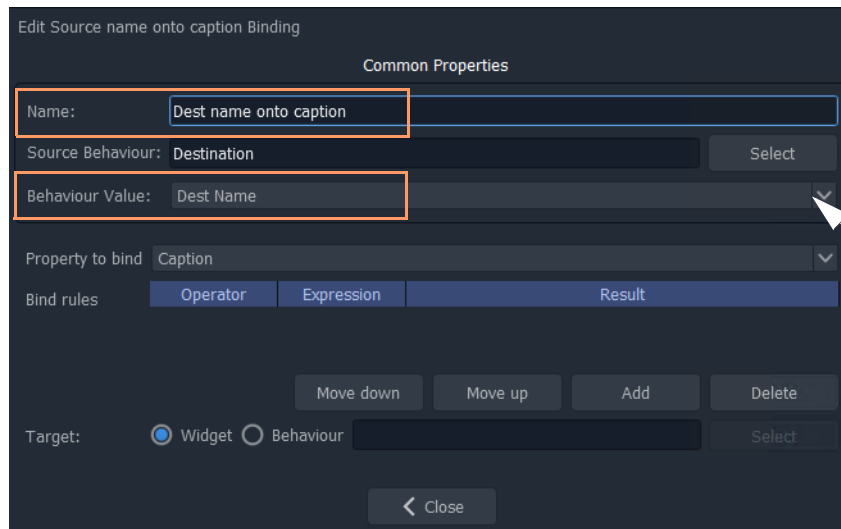 Edit Source name onto caption Binding
Common Properties
Name: Dest name onto caption
Source Behaviour: Destination Select
Behaviour Value: Dest Name
Property to bind Caption
Bind rules Operator Expression Result
Move down Move up Add Delete
Target: Widget Behaviour Select
Close